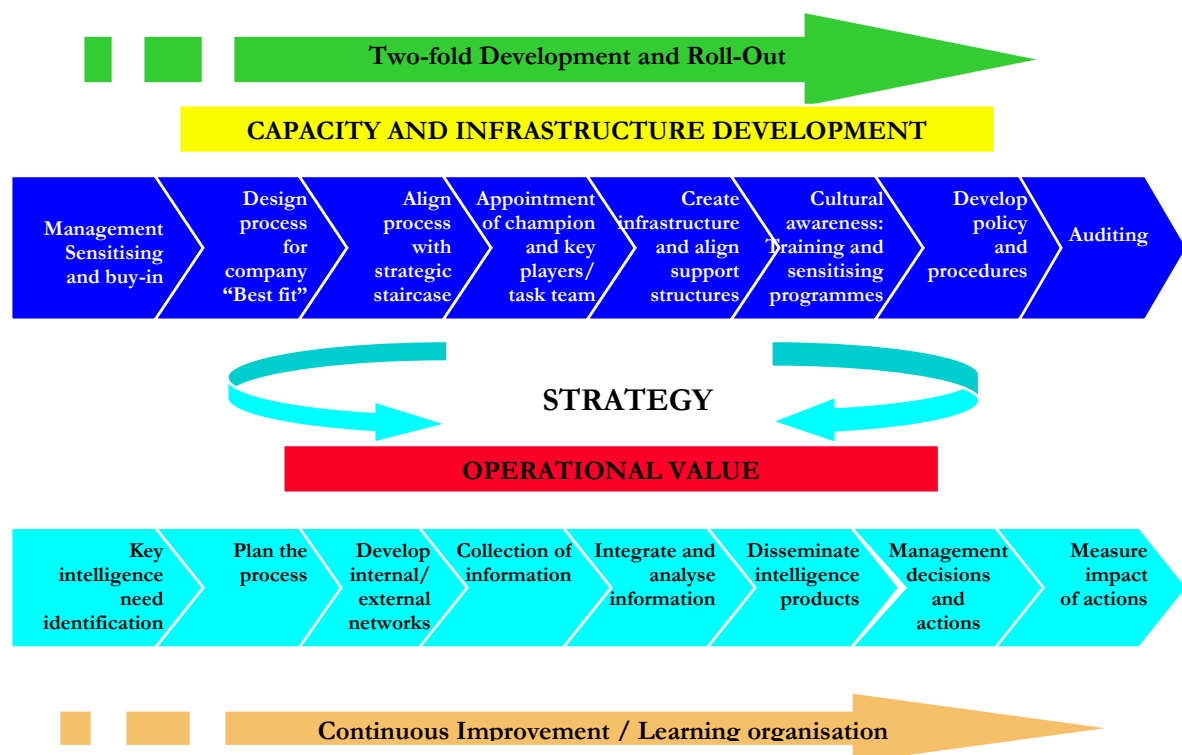 Two-fold Development and Roll-Out
CAPACITY AND INFRASTRUCTURE DEVELOPMENT
Management
Sensitising
and buy-in
Design
process
for
company
“Best fit”
Align
process
with
strategic
staircase
Appointment
of champion
and key
players/
task team
Create
infrastructure
and align
support
structures
Cultural
awareness:
Training and
sensitising
programmes
Develop
policy
and
procedures
Auditing
STRATEGY
OPERATIONAL VALUE
Key
intelligence
need
identification
Plan the
process
Develop
internal/
external
networks
Collection of
information
Integrate and
analyse
information
Disseminate
intelligence
products
Management
decisions
and
actions
Measure
impact
of actions
Continuous Improvement / Learning organisation